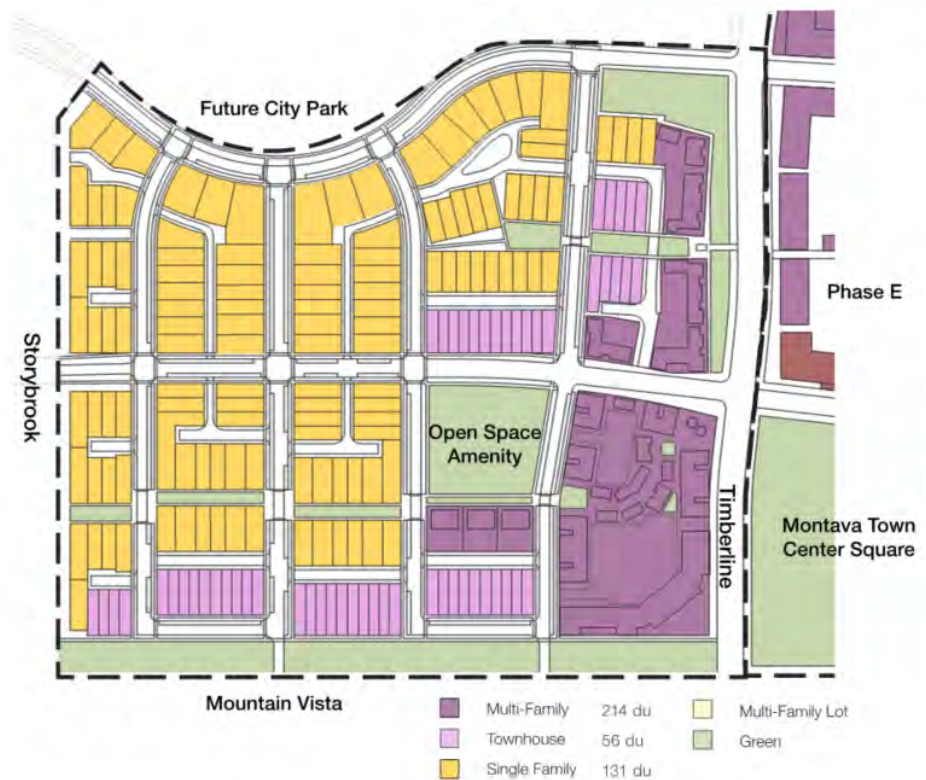 Future City Park
Phase E
Storybrook
Open Space
Amenity
Timberline
Montava Town
Center Square
Mountain Vista
Multi-Family 214 du
Townhouse 56 du
Single Family 131 du
Multi-Family Lot
Green